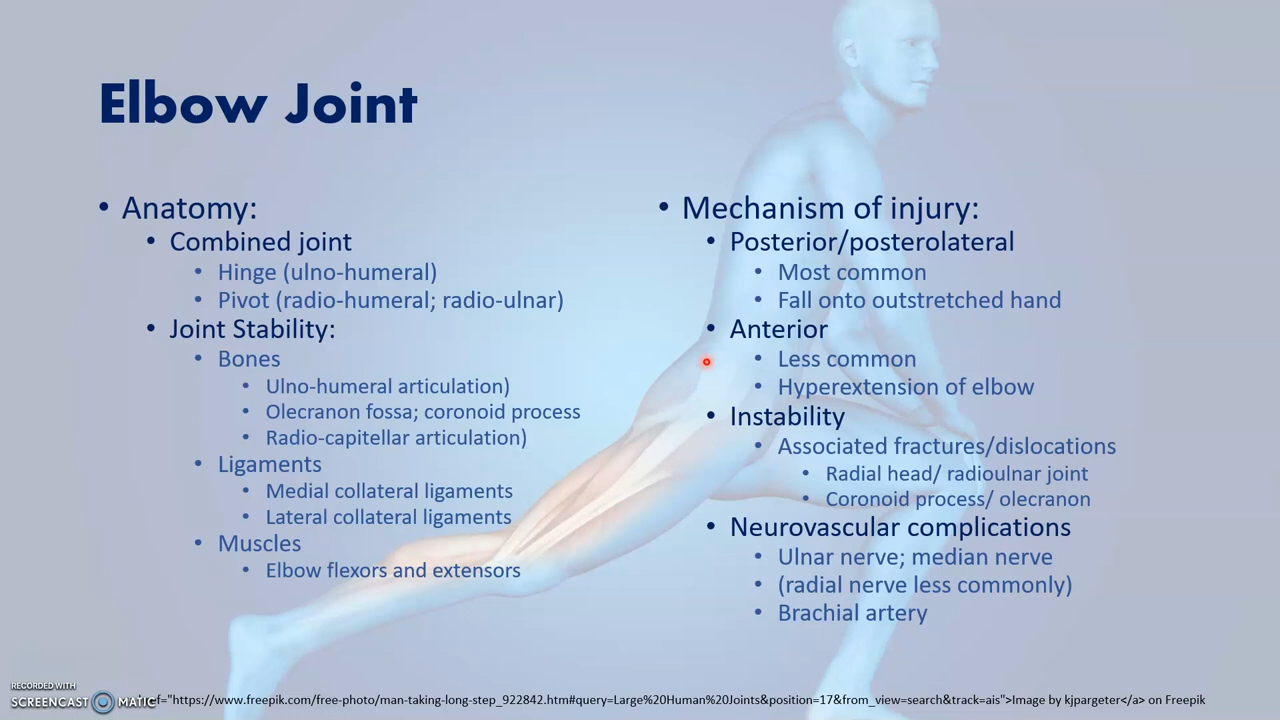 Elbow Joint
• Anatomy:
• Combined joint
• Hinge (ulno-humeral)
• Pivot (radio-humeral; radio-ulnar)
• Joint Stability:
• Bones
• Ulno-humeral articulation)
• Olecranon fossa; coronoid process
• Radio-capitellar articulation)
• Ligaments
• Medial collateral ligaments
• Lateral collateral ligaments
• Muscles
• Elbow flexors and extensors
• Mechanism of injury:
• Posterior/posterolateral
• Most common
• Fall onto outstretched hand
• Anterior
• Less common
• Hyperextension of elbow
• Instability
• Associated fractures/dislocations
• Radial head/ radioulnar joint
• Coronoid process/ olecranon
• Neurovascular complications
• Ulnar nerve; median nerve
• (radial nerve less commonly)
• Brachial artery
RECORDED WITH
SCREENCAST MATIC
ef="https://www.freepik.com/free-photo/man-taking-long-step_922842.htm#query=Large%20Human%20Joints&position=17&from_view=search&track=ais">Image by kjpargeter</a> on Freepik